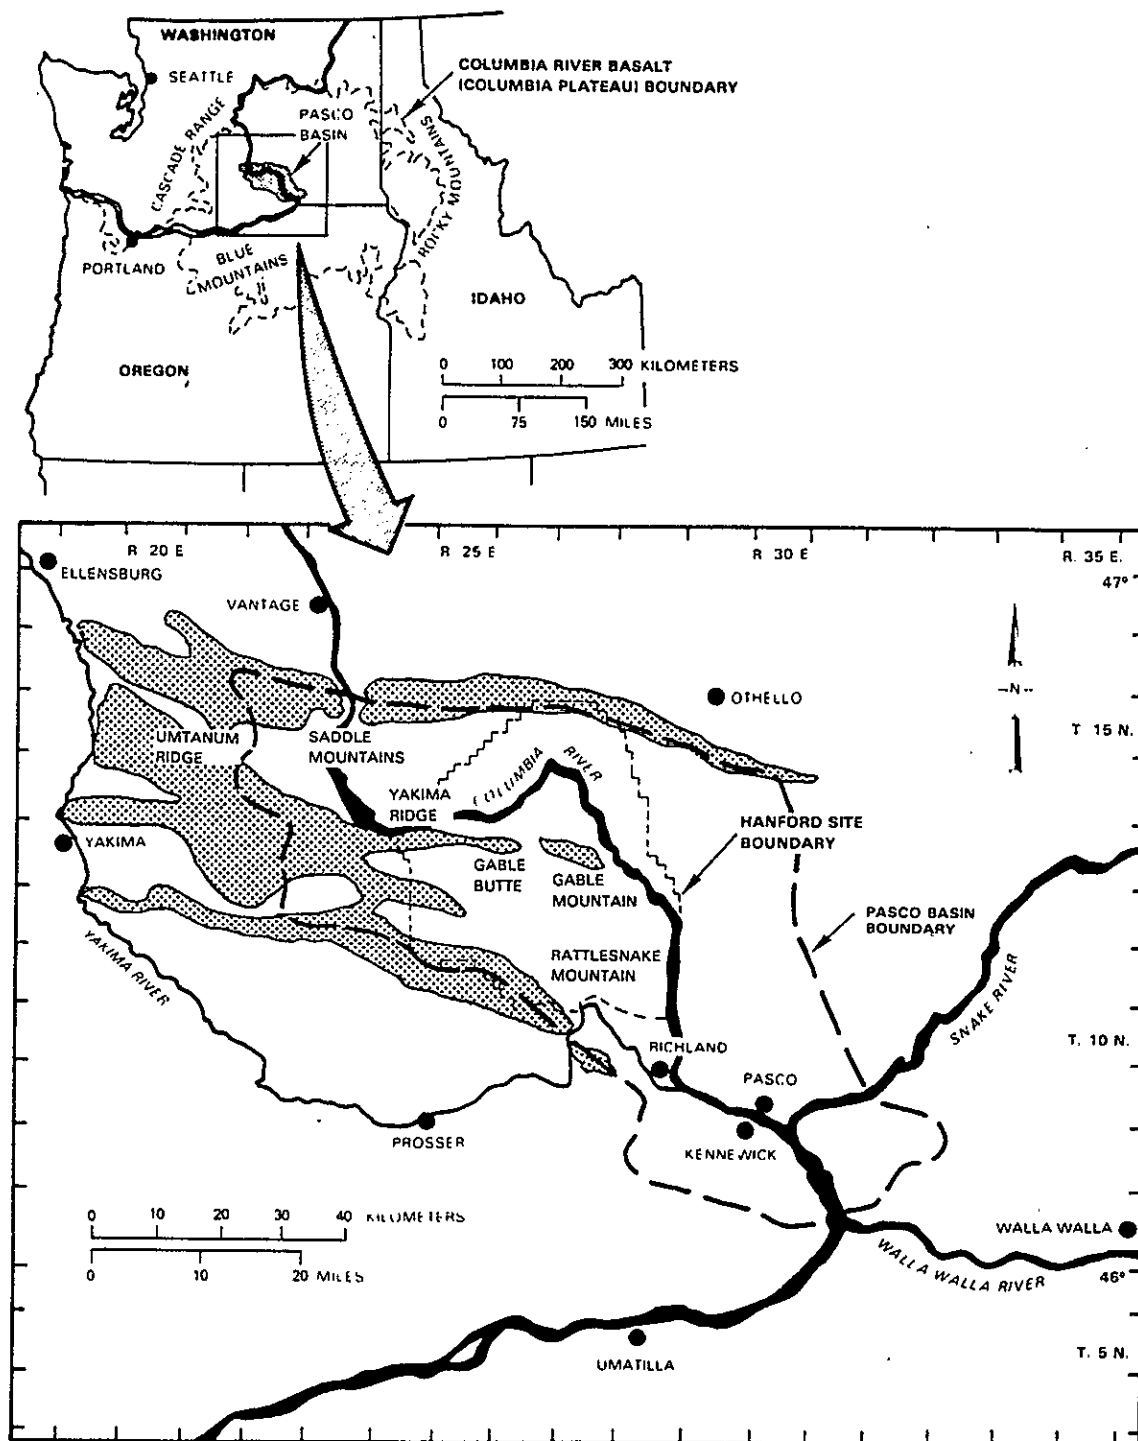 WASHINGTON
SEATTLE
COLUMBIA RIVER BASALT
(COLUMBIA PLATEAU) BOUNDARY
PASCO
BASIN
CASCADE RANGE
ROCKY MOUNTAINS
PORTLAND
BLUE
MOUNTAINS
IDAHO
OREGON
0 100 200 300 KILOMETERS
0 75 150 MILES
R 20 E
R 25 E
R 30 E
R. 35 E.
47°
ELLENSBURG
VANTAGE
-N-
OTHELLO
T 15 N.
UMTANUM
RIDGE
SADDLE
MOUNTAINS
COLUMBIA RIVER
YAKIMA
RIDGE
HANFORD SITE
BOUNDARY
YAKIMA
GABLE
BUTTE
GABLE
MOUNTAIN
PASCO BASIN
BOUNDARY
YAKIMA RIVER
RATTLESNAKE
MOUNTAIN
SNAKE RIVER
RICHLAND
T. 10 N.
PASCO
PROSSER
KENNEWICK
0 10 20 30 40 KILOMETERS
0 10 20 MILES
WALLA WALLA
WALLA WALLA RIVER
46°
UMATILLA
T. 5 N.